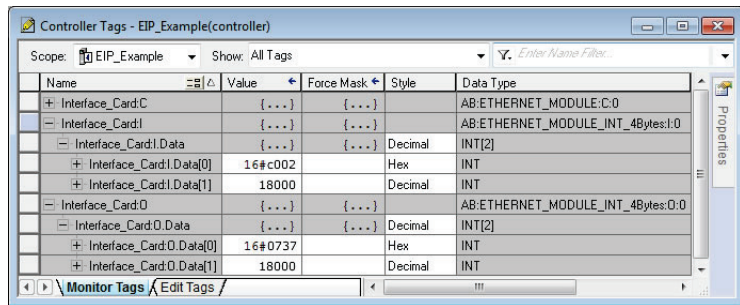 Controller Tags - EIP_Example(controller)
Scope: EIP_Example Show: All Tags Enter Name Filter...
Name Value Force Mask Style Data Type
Interface_Card:C {...} {...} AB:ETHERNET_MODULE:C:0
Interface_Card:I {...} {...} AB:ETHERNET_MODULE_INT_4Bytes:I:0
Interface_Card:I.Data {...} {...} Decimal INT[2]
Interface_Card:I.Data[0] 16#c002 Hex INT
Interface_Card:I.Data[1] 18000 Decimal INT
Interface_Card:O {...} {...} AB:ETHERNET_MODULE_INT_4Bytes:O:0
Interface_Card:O.Data {...} {...} Decimal INT[2]
Interface_Card:O.Data[0] 16#0737 Hex INT
Interface_Card:O.Data[1] 18000 Decimal INT
Monitor Tags Edit Tags
Properties